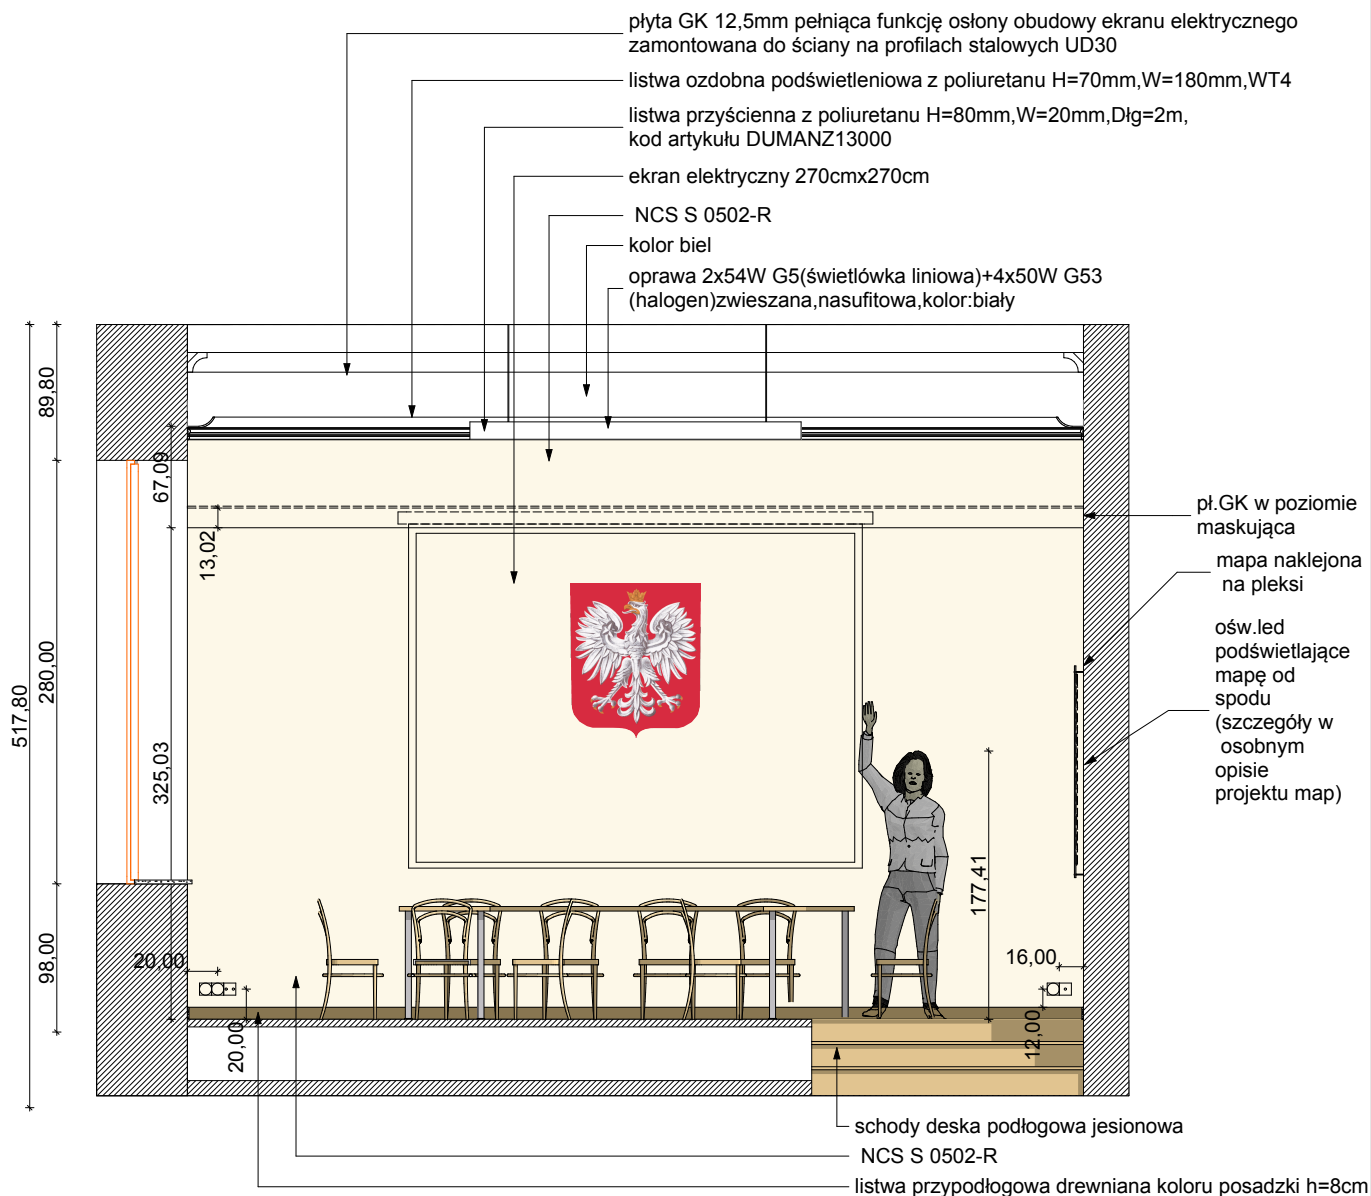 płyta GK 12,5mm pełniąca funkcję osłony obudowy ekranu elektrycznego
zamontowana do ściany na profilach stalowych UD30
listwa ozdobna podświetleniowa z poliuretanu H=70mm,W=180mm,WT4
listwa przyścienna z poliuretanu H=80mm,W=20mm,Dłg=2m,
kod artykułu DUMANZ13000
ekran elektryczny 270cmx270cm
NCS S 0502-R
kolor biel
oprawa 2x54W G5(świetlówka liniowa)+4x50W G53
(halogen)zwieszana,nasufitowa,kolor:biały
89,80
67,09
13,02
280,00
517,80
325,03
98,00
20,00
20,00
177,41
16,00
12,00
pł.GK w poziomie
maskująca
mapa naklejona
na pleksi
ośw.led
podświetlające
mapę od
spodu
(szczegóły w
osobnym
opisie
projektu map)
schody deska podłogowa jesionowa
NCS S 0502-R
listwa przypodłogowa drewniana koloru posadzki h=8cm